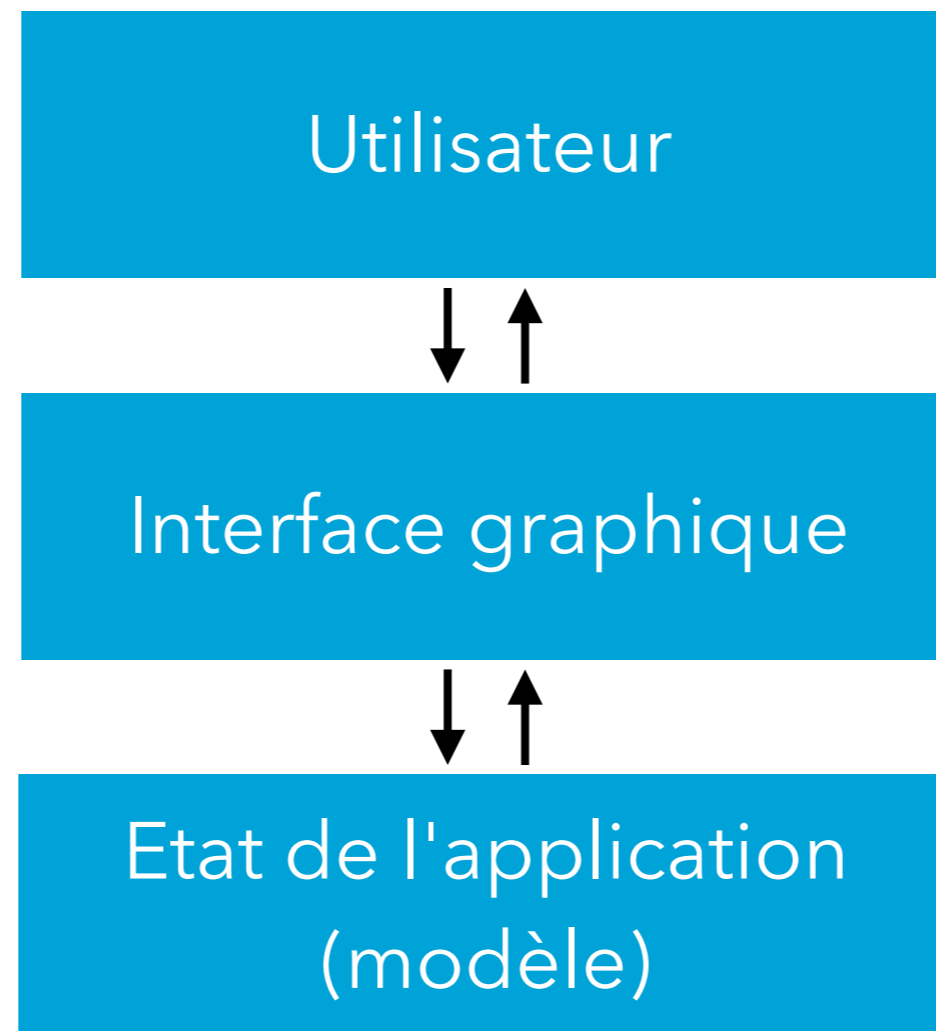 Utilisateur
Interface graphique
Etat de l'application
(modèle)